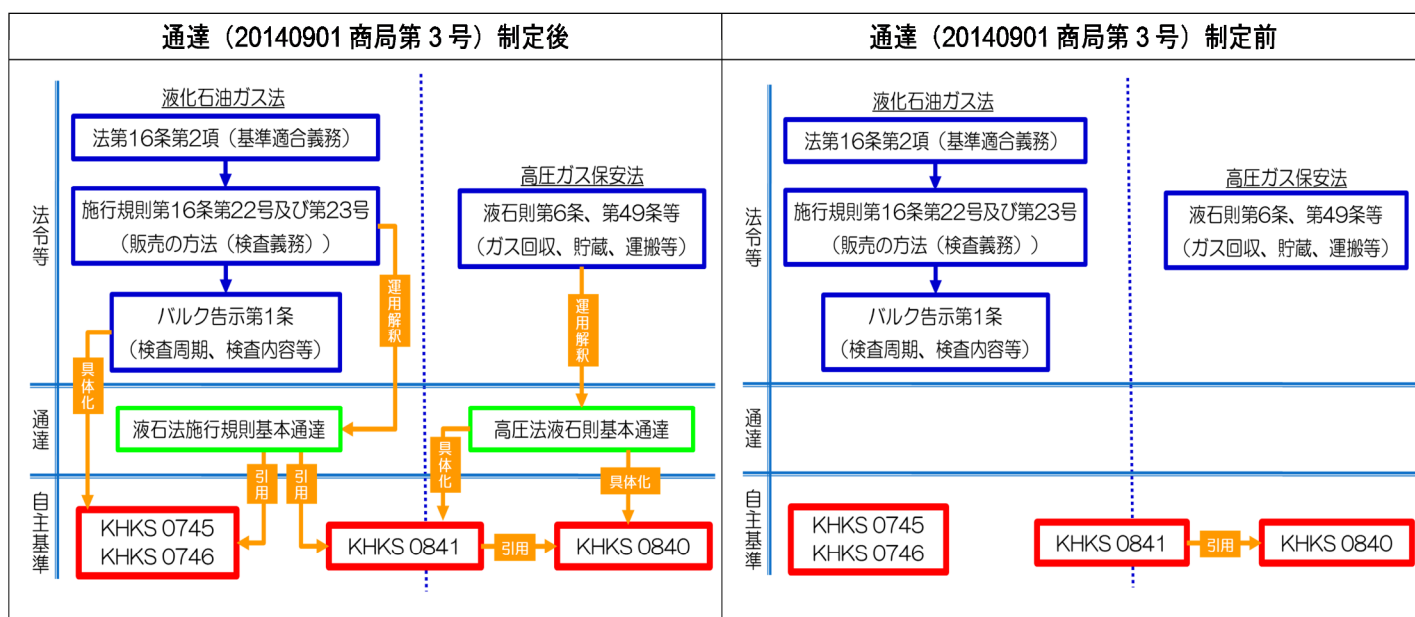 通達（20140901 商局第 3 号）制定後
液化石油ガス法
法第16条第2項（基準適合義務）
高圧ガス保安法
施行規則第16条第22号及び第23号
（販売の方法（検査義務））
液石則第6条、第49条等
（ガス回収、貯蔵、運搬等）
法令等
運用解釈
運用解釈
バルク告示第1条
（検査周期、検査内容等）
具体化
通達
液石法施行規則基本通達
高圧法液石則基本通達
引用
引用
具体化
具体化
自主基準
KHKS 0745
KHKS 0746
KHKS 0841
引用
KHKS 0840
通達（20140901 商局第 3 号）制定前
液化石油ガス法
法第16条第2項（基準適合義務）
高圧ガス保安法
施行規則第16条第22号及び第23号
（販売の方法（検査義務））
液石則第6条、第49条等
（ガス回収、貯蔵、運搬等）
法令等
バルク告示第1条
（検査周期、検査内容等）
通達
自主基準
KHKS 0745
KHKS 0746
KHKS 0841
引用
KHKS 0840